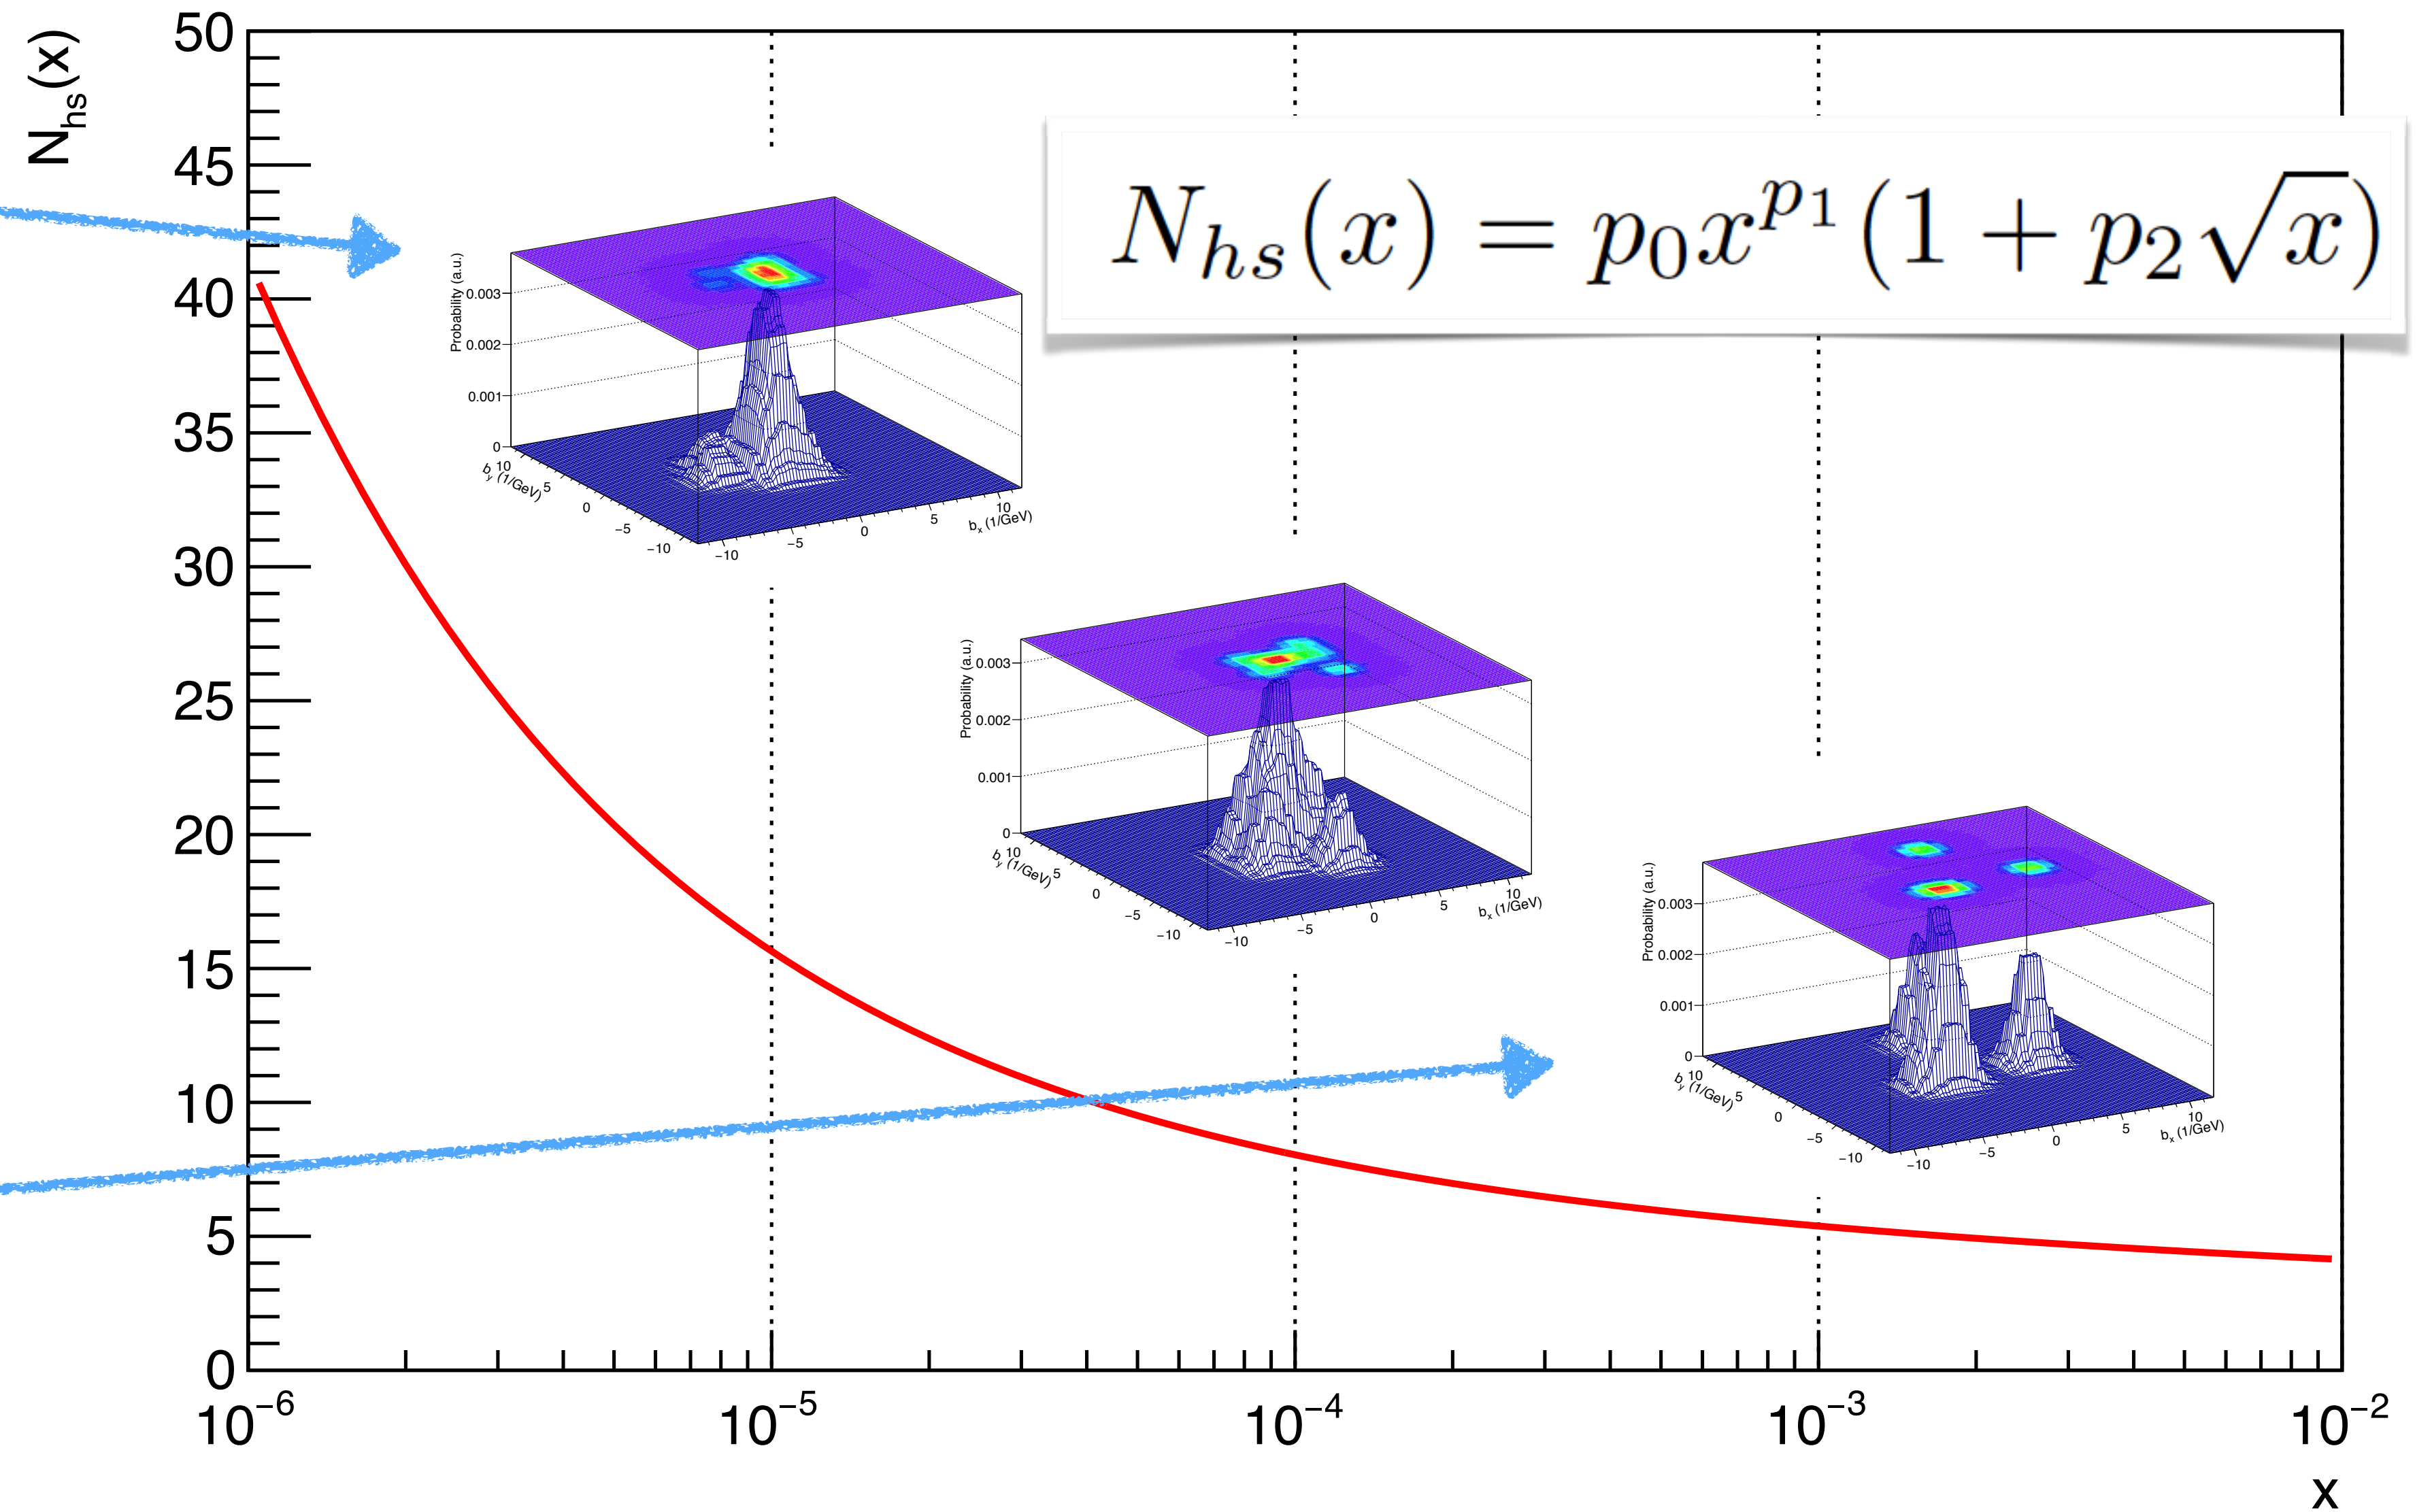 N_hs(x)
50
45
40
35
30
25
20
15
10
5
0
10^−6 10^−5 10^−4 10^−3 10^−2
x
N_hs(x) = p_0 x^{p_1}(1 + p_2 √x)
Probability (a.u.)
0.003
0.002
0.001
0
b_y (1/GeV)
10 5 0 −5 −10
−10 −5 0 5 10
b_x (1/GeV)
Probability (a.u.)
0.003
0.002
0.001
0
b_y (1/GeV)
10 5 0 −5 −10
−10 −5 0 5 10
b_x (1/GeV)
Probability (a.u.)
0.003
0.002
0.001
0
b_y (1/GeV)
10 5 0 −5 −10
−10 −5 0 5 10
b_x (1/GeV)